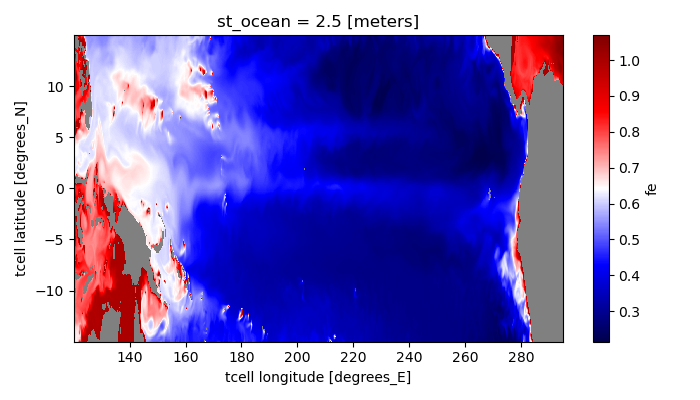 st_ocean = 2.5 [meters]
10
5
0
−5
−10
tcell latitude [degrees_N]
140 160 180 200 220 240 260 280
tcell longitude [degrees_E]
1.0
0.9
0.8
0.7
0.6
0.5
0.4
0.3
fe